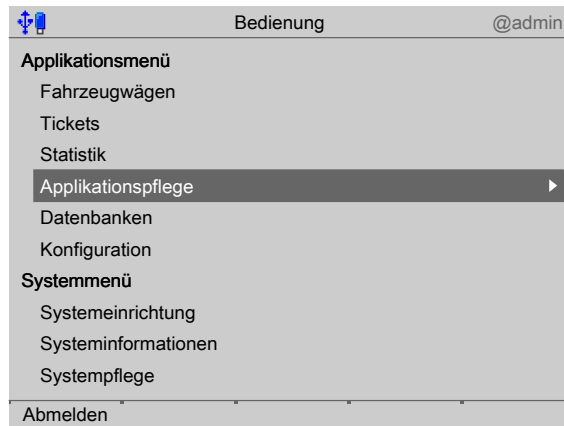 Bedienung @admin
Applikationsmenü
Fahrzeugwägen
Tickets
Statistik
Applikationspflege
Datenbanken
Konfiguration
Systemmenü
Systemeinrichtung
Systeminformationen
Systempflege
Abmelden